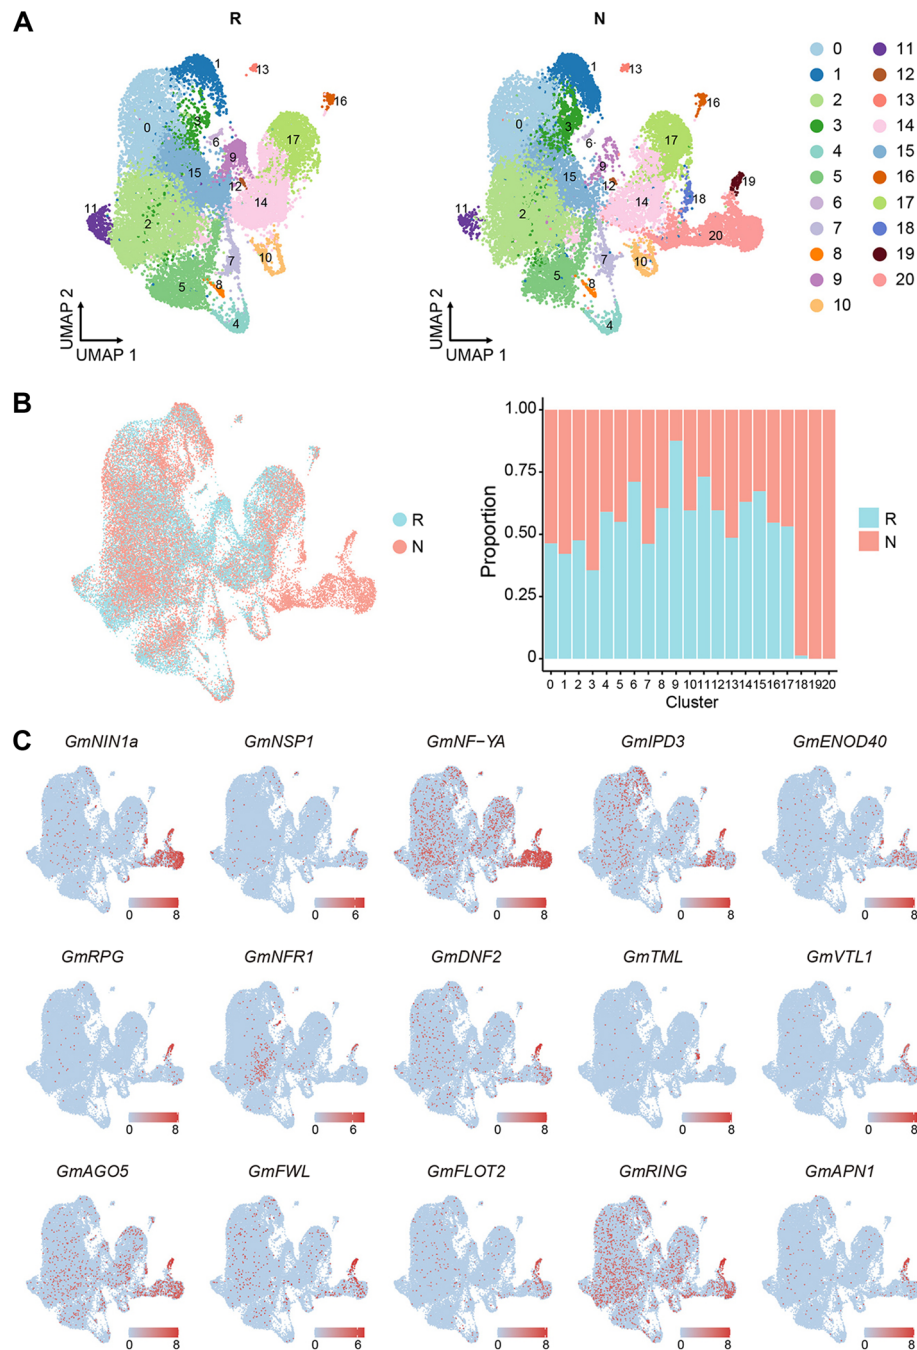 A
R
N
1
13
16
0
3
6
17
9
15
12
11
14
2
7
10
5
8
4
UMAP 2
UMAP 1
1
13
16
0
3
6
17
9
15
12
18
19
11
14
2
20
7
10
5
8
4
UMAP 2
UMAP 1
0 11
1 12
2 13
3 14
4 15
5 16
6 17
7 18
8 19
9 20
10
B
R
N
Proportion
1.00
0.75
0.50
0.25
0
0 1 2 3 4 5 6 7 8 9 10 11 12 13 14 15 16 17 18 19 20
Cluster
R
N
C
GmNIN1a GmNSP1 GmNF−YA GmIPD3 GmENOD40
0 8 0 6 0 8 0 8 0 8
GmRPG GmNFR1 GmDNF2 GmTML GmVTL1
0 8 0 6 0 8 0 8 0 8
GmAGO5 GmFWL GmFLOT2 GmRING GmAPN1
0 8 0 6 0 8 0 8 0 8